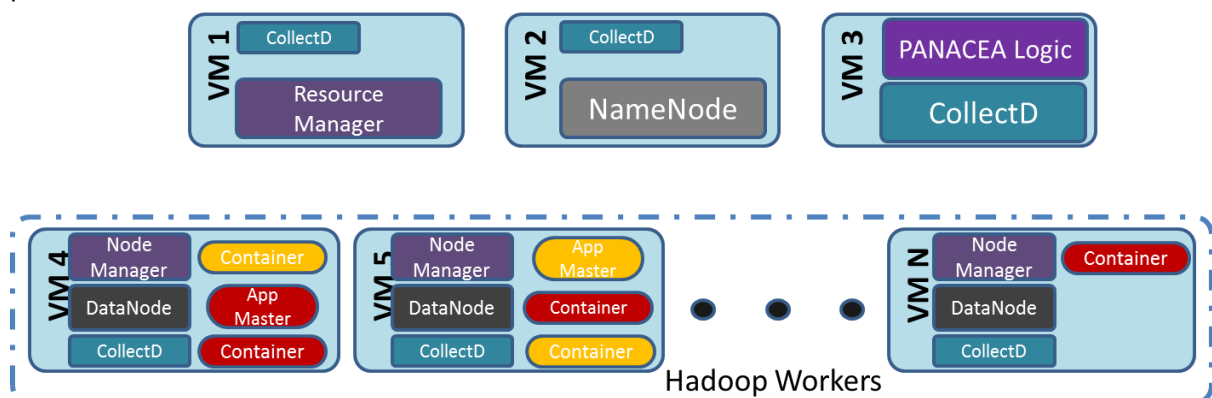 VM 1
CollectD
Resource
Manager
VM 2
CollectD
NameNode
VM 3
PANACEA Logic
CollectD
VM 4
Node
Manager
Container
DataNode
App
Master
CollectD
Container
VM 5
Node
Manager
App
Master
DataNode
Container
CollectD
Container
VM N
Node
Manager
Container
DataNode
CollectD
Hadoop Workers